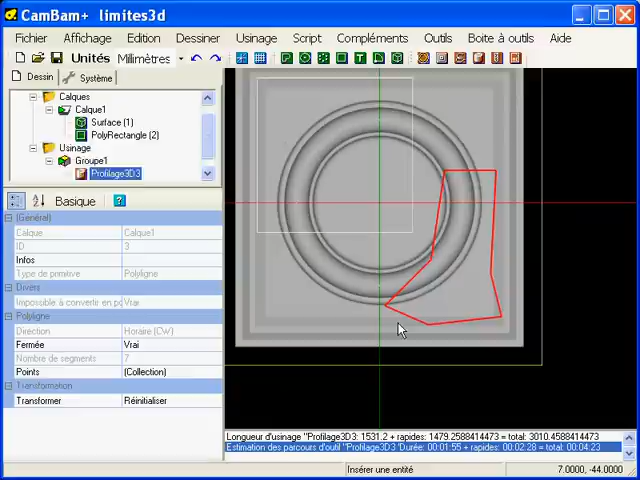 CamBam+ limites3d
Fichier Affichage Edition Dessiner Usinage Script Compléments Outils Boite à outils Aide
Unités Millimetres
Dessin Système
Calques
Calque1
Surface (1)
PolyRectangle (2)
Usinage
Groupe1
Profilage3D3
Basique
(Général)
Calque Calque1
ID 3
Infos
Type de primitive Polyligne
Divers
Impossible à convertir en po Vrai
Polyligne
Direction Horaire (CW)
Fermée Vrai
Nombre de segments 7
Points (Collection)
Transformation
Transformer Réinitialiser
Longueur d'usinage "Profilage3D3: 1531.2 + rapides: 1479.2588414473 = total: 3010.4588414473
Estimation des parcours d'outil "Profilage3D3 "Durée: 00:01:55 + rapides: 00:02:28 = total: 00:04:23
Insérer une entité 7.0000, -44.0000